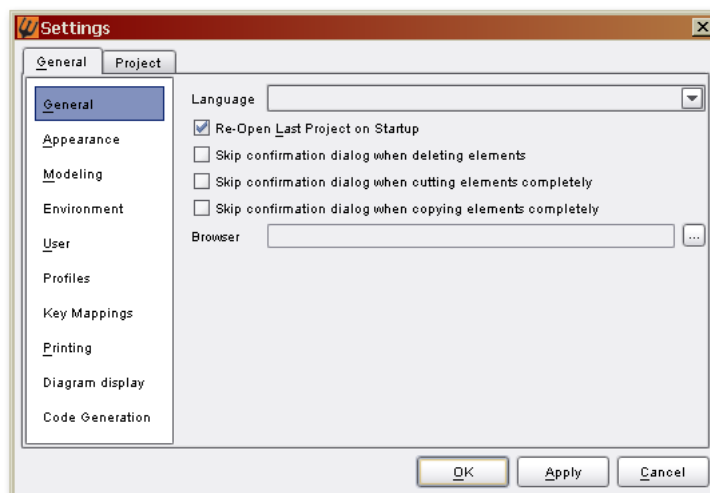 Settings
General Project
General
Appearance
Modeling
Environment
User
Profiles
Key Mappings
Printing
Diagram display
Code Generation
Language
Re-Open Last Project on Startup
Skip confirmation dialog when deleting elements
Skip confirmation dialog when cutting elements completely
Skip confirmation dialog when copying elements completely
Browser ...
OK Apply Cancel